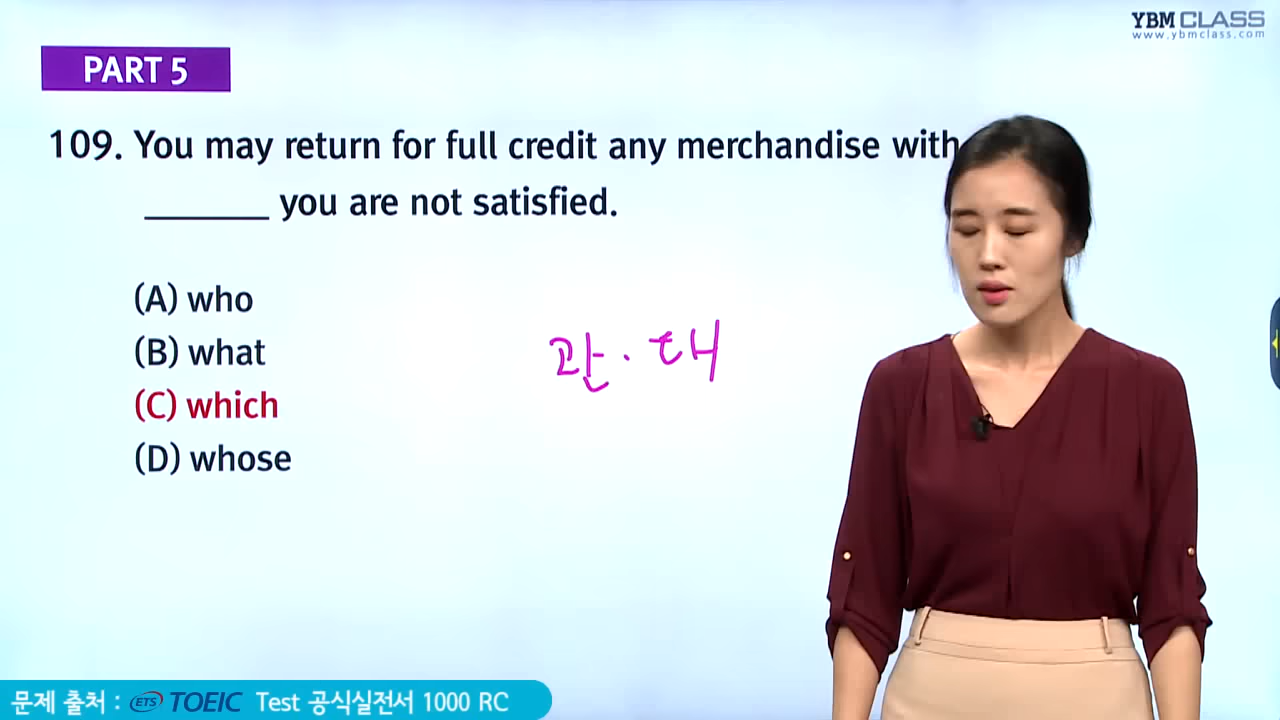 YBM CLASS
www.ybmclass.com
PART 5
109. You may return for full credit any merchandise with
______ you are not satisfied.
(A) who
(B) what
(C) which
(D) whose
관·대
문제 출처 : ETS TOEIC Test 공식실전서 1000 RC